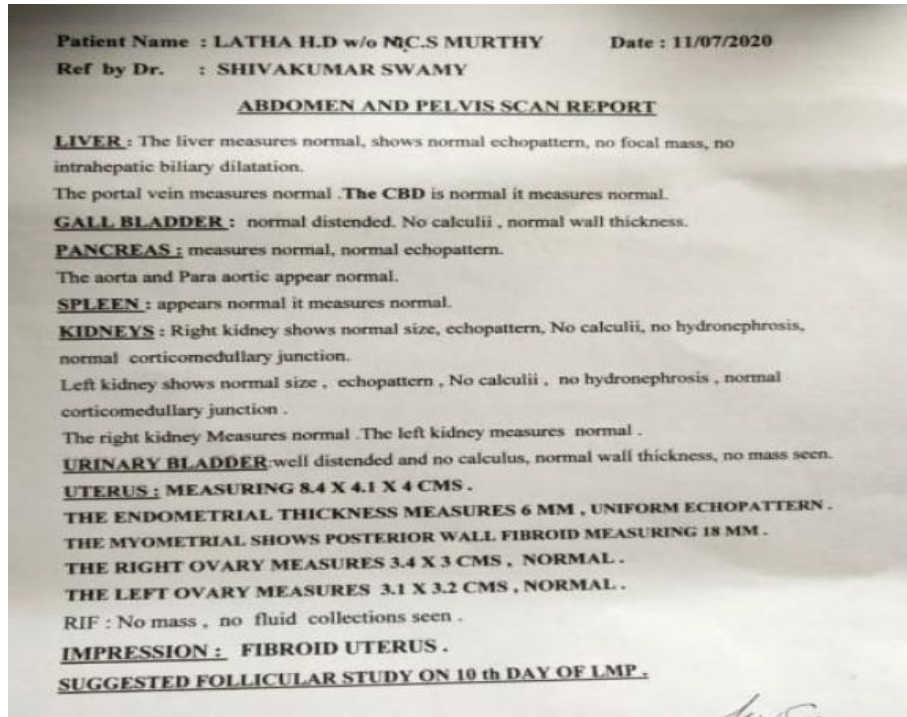 Patient Name : LATHA H.D w/o M.C.S MURTHY Date : 11/07/2020
Ref by Dr. : SHIVAKUMAR SWAMY
ABDOMEN AND PELVIS SCAN REPORT
LIVER : The liver measures normal, shows normal echopattern, no focal mass, no
intrahepatic biliary dilatation.
The portal vein measures normal .The CBD is normal it measures normal.
GALL BLADDER : normal distended. No calculii , normal wall thickness.
PANCREAS : measures normal, normal echopattern.
The aorta and Para aortic appear normal.
SPLEEN : appears normal it measures normal.
KIDNEYS : Right kidney shows normal size, echopattern, No calculii, no hydronephrosis,
normal corticomedullary junction.
Left kidney shows normal size , echopattern , No calculii , no hydronephrosis , normal
corticomedullary junction .
The right kidney Measures normal .The left kidney measures normal .
URINARY BLADDER:well distended and no calculus, normal wall thickness, no mass seen.
UTERUS : MEASURING 8.4 X 4.1 X 4 CMS .
THE ENDOMETRIAL THICKNESS MEASURES 6 MM , UNIFORM ECHOPATTERN .
THE MYOMETRIAL SHOWS POSTERIOR WALL FIBROID MEASURING 18 MM .
THE RIGHT OVARY MEASURES 3.4 X 3 CMS , NORMAL .
THE LEFT OVARY MEASURES 3.1 X 3.2 CMS , NORMAL .
RIF : No mass , no fluid collections seen .
IMPRESSION : FIBROID UTERUS .
SUGGESTED FOLLICULAR STUDY ON 10 th DAY OF LMP .